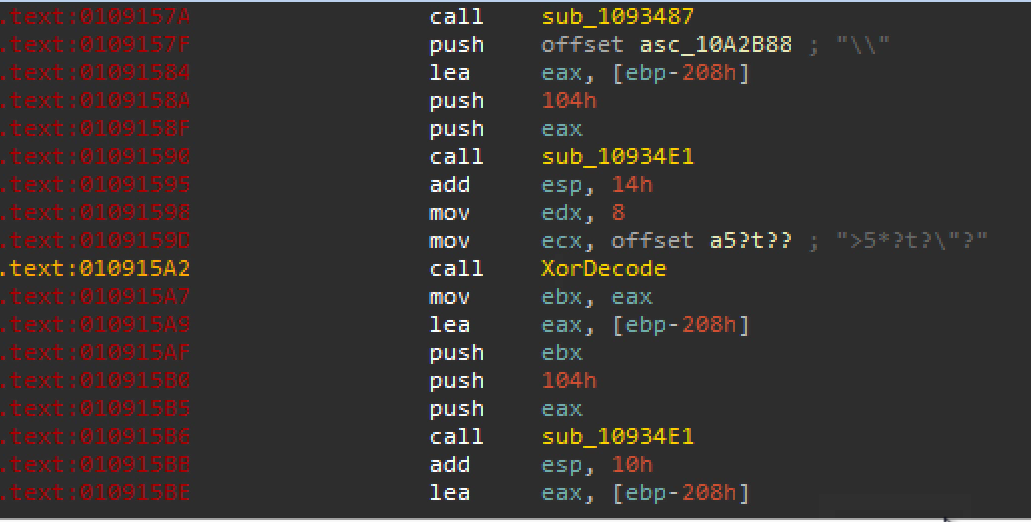 .text:0109157A call sub_1093487
.text:0109157F push offset asc_10A2B88 ; "\\"
.text:01091584 lea eax, [ebp-208h]
.text:0109158A push 104h
.text:0109158F push eax
.text:01091590 call sub_10934E1
.text:01091595 add esp, 14h
.text:01091598 mov edx, 8
.text:0109159D mov ecx, offset a5?t?? ; ">5*?t?\"?"
.text:010915A2 call XorDecode
.text:010915A7 mov ebx, eax
.text:010915A9 lea eax, [ebp-208h]
.text:010915AF push ebx
.text:010915B0 push 104h
.text:010915B5 push eax
.text:010915B6 call sub_10934E1
.text:010915BB add esp, 10h
.text:010915BE lea eax, [ebp-208h]